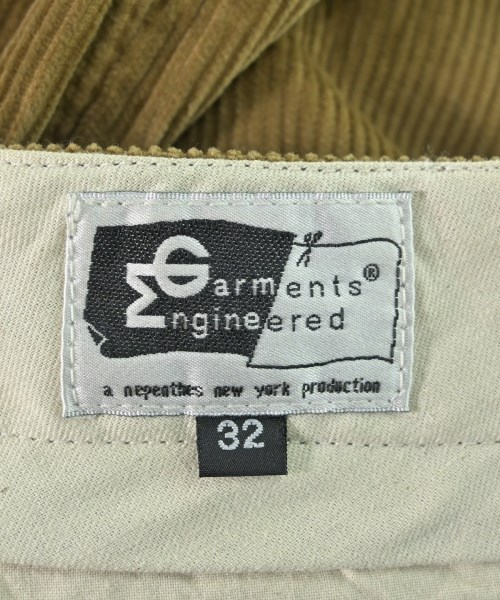 Garments®
Engineered
a nepenthes new york production
32